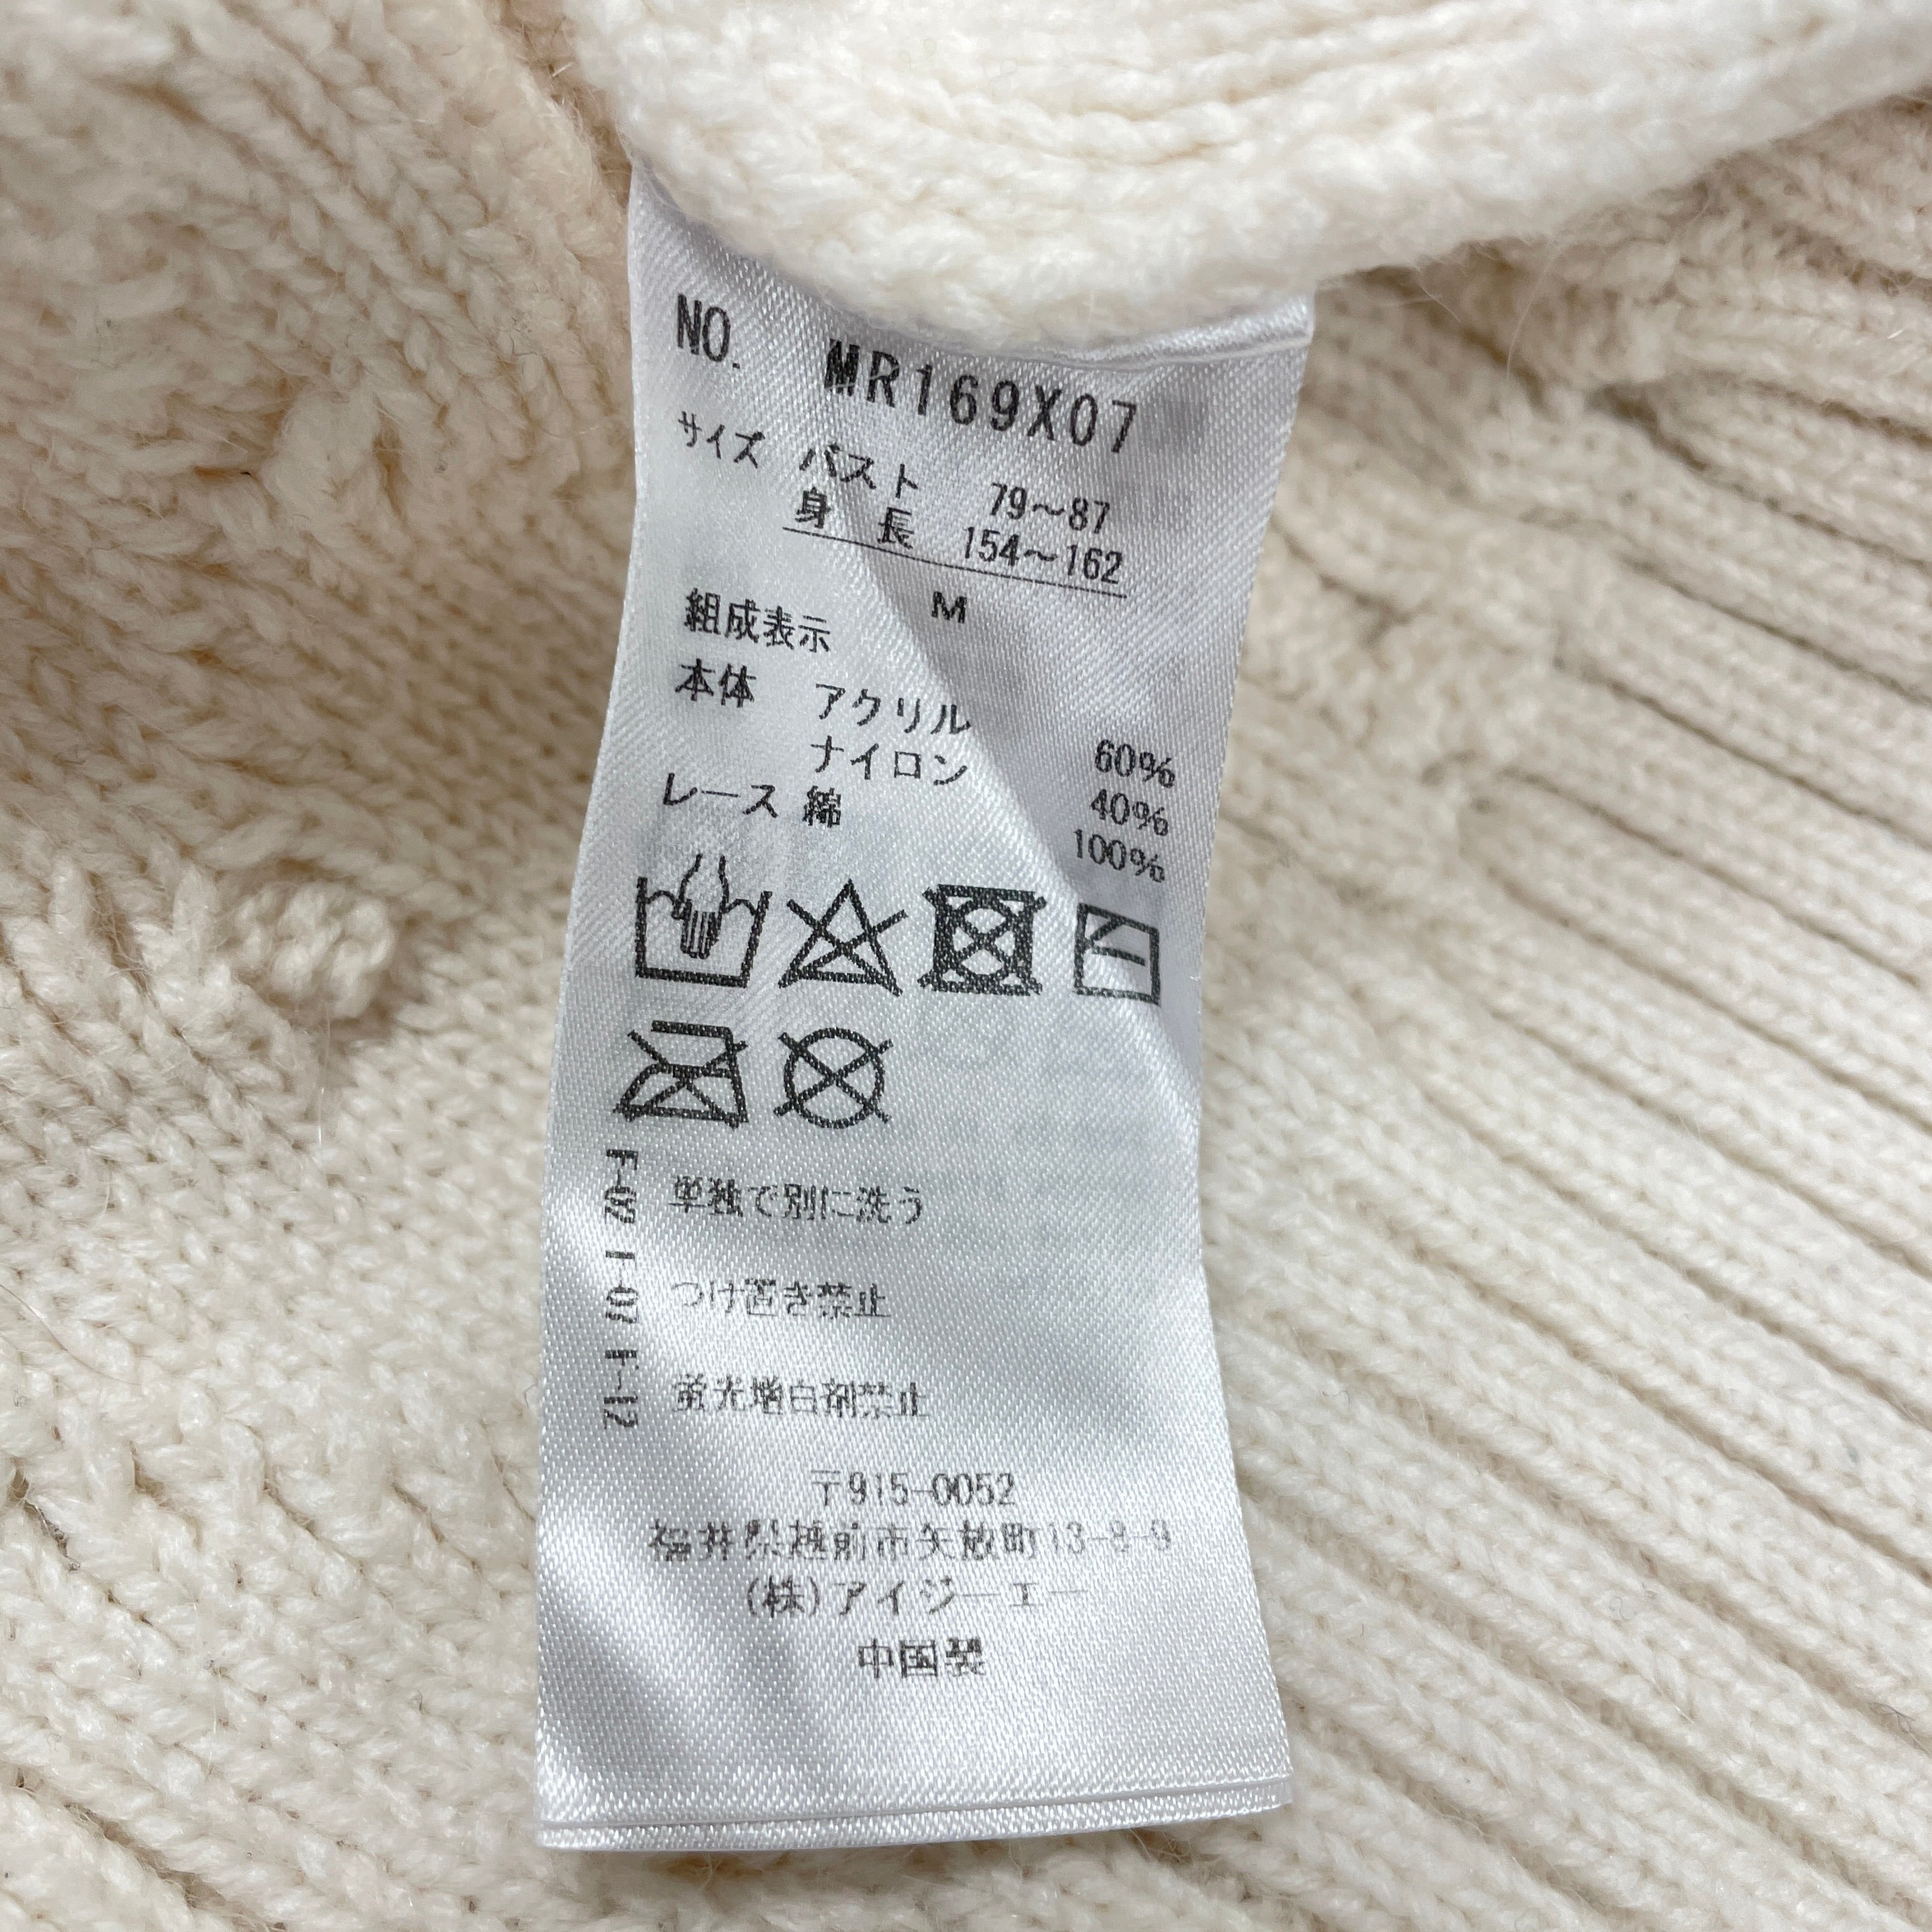 NO. MR169X07
サイズ バスト 79～87
身 長 154～162
M
組成表示
本体 アクリル 60%
ナイロン 40%
レース 綿 100%
F-02 F-07 F-12
単独で別に洗う
つけ置き禁止
蛍光増白剤禁止
〒915-0052
福井県越前市矢放町13-8-9
(株)アイジーエー
中国製